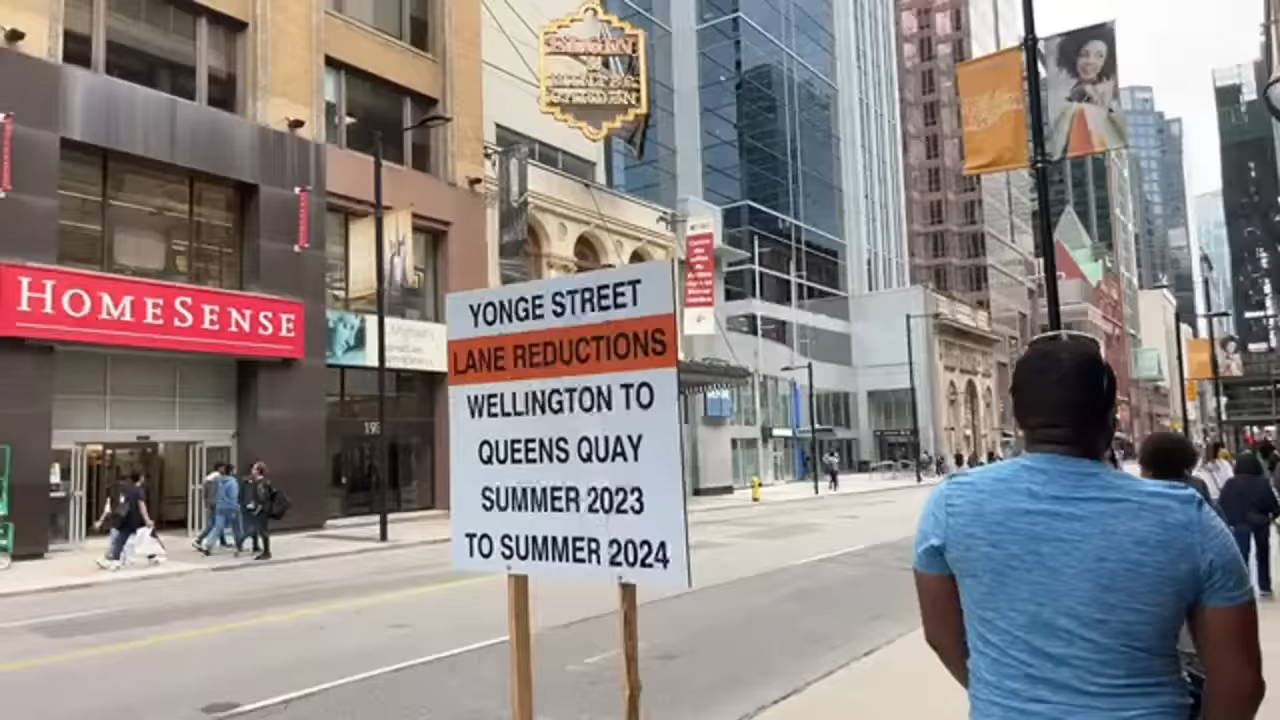 HOMESENSE
YONGE STREET
LANE REDUCTIONS
WELLINGTON TO
QUEENS QUAY
SUMMER 2023
TO SUMMER 2024